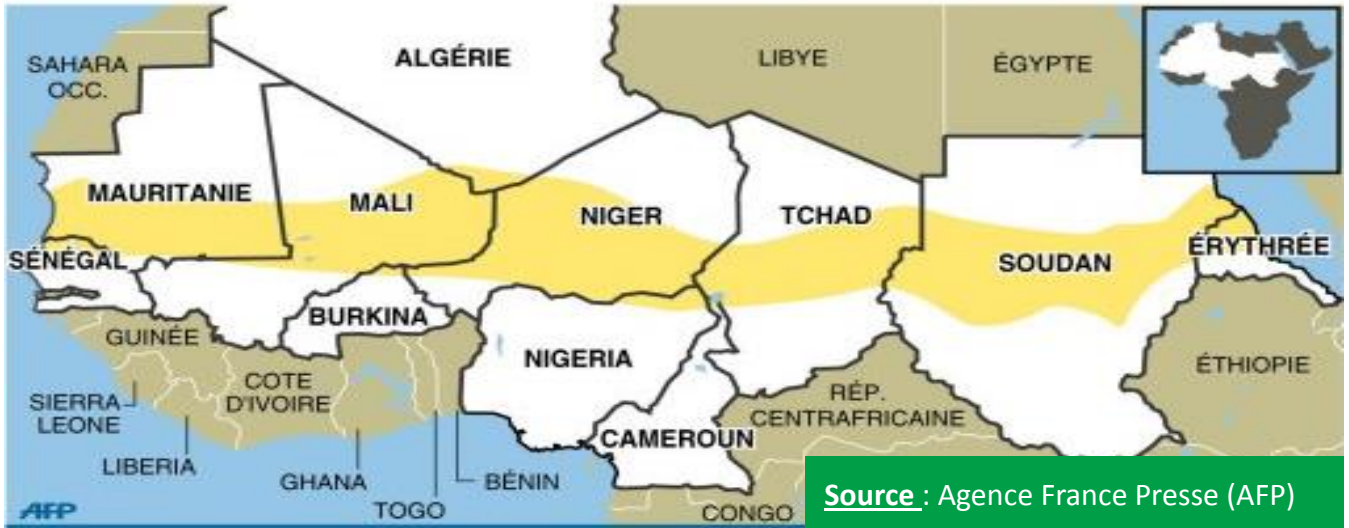 ALGÉRIE
LIBYE
ÉGYPTE
SAHARA
OCC.
MAURITANIE
MALI
NIGER
TCHAD
SOUDAN
ÉRYTHRÉE
SÉNÉGAL
BURKINA
GUINÉE
NIGERIA
ÉTHIOPIE
COTE
D'IVOIRE
RÉP.
CENTRAFRICAINE
SIERRA
LEONE
CAMEROUN
LIBERIA
GHANA
BÉNIN
TOGO
CONGO
AFP
Source : Agence France Presse (AFP)